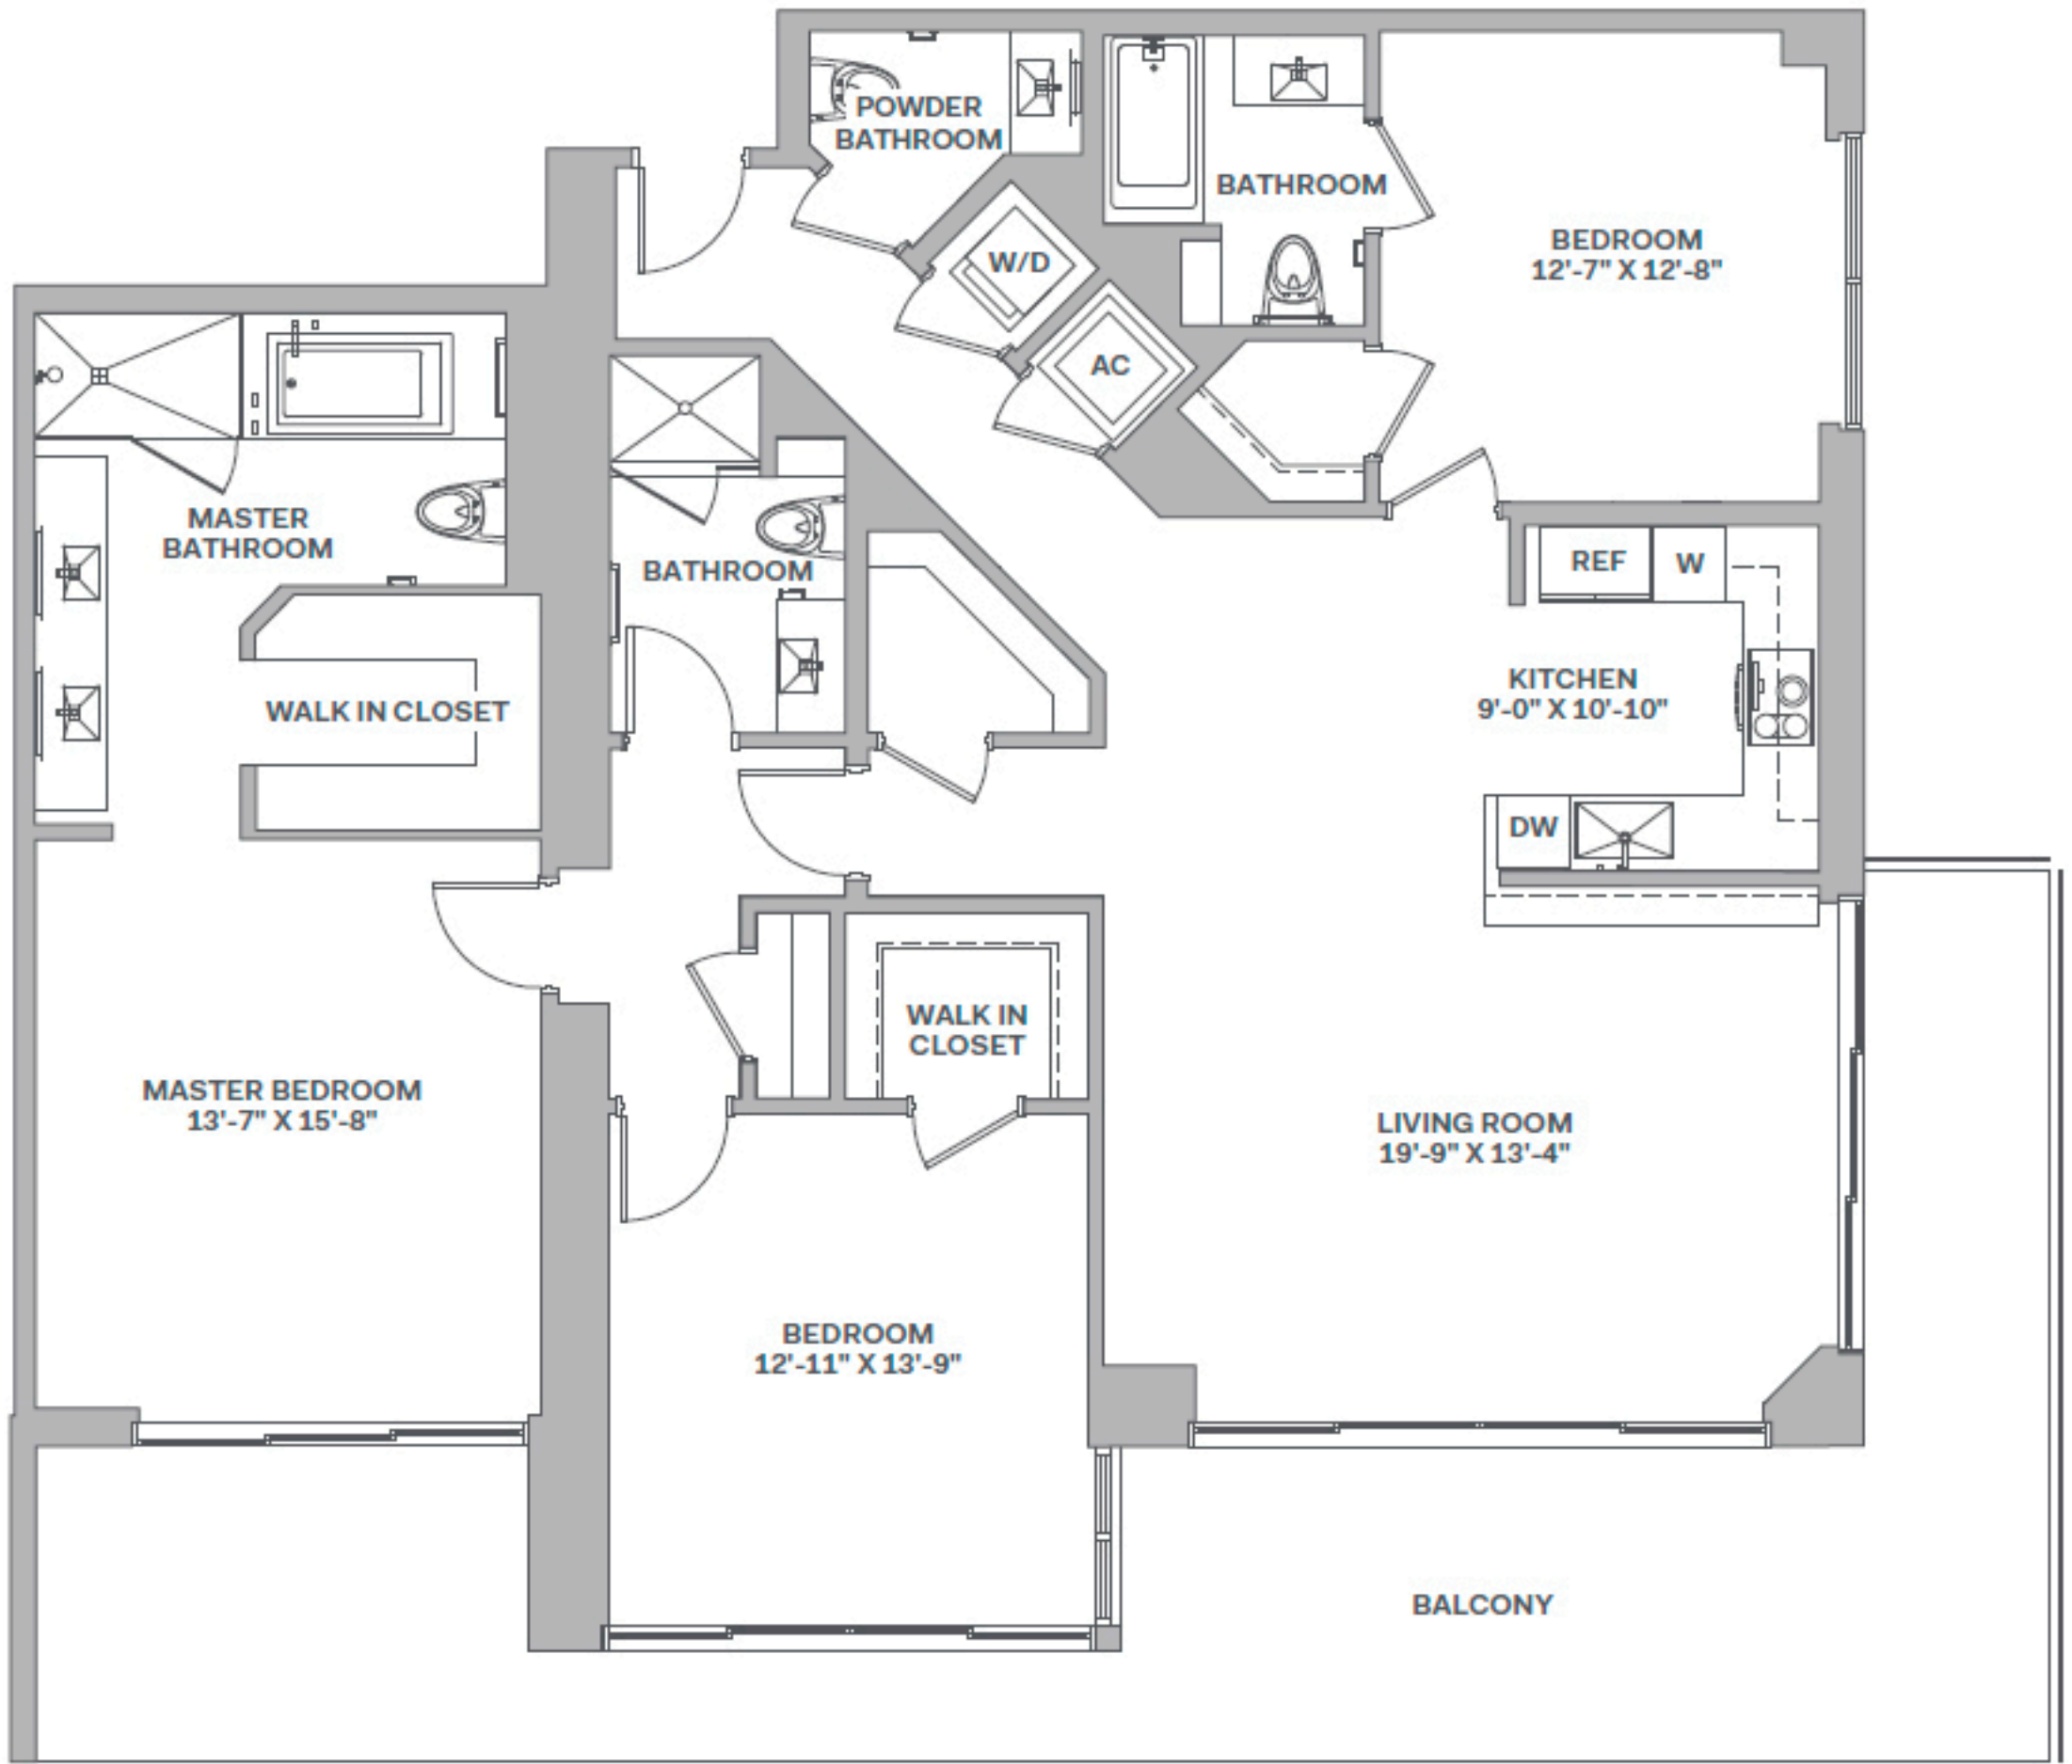 POWDER
BATHROOM
BATHROOM
BEDROOM
12'-7" X 12'-8"
W/D
AC
MASTER
BATHROOM
BATHROOM
REF
W
WALK IN CLOSET
KITCHEN
9'-0" X 10'-10"
DW
WALK IN
CLOSET
MASTER BEDROOM
13'-7" X 15'-8"
LIVING ROOM
19'-9" X 13'-4"
BEDROOM
12'-11" X 13'-9"
BALCONY